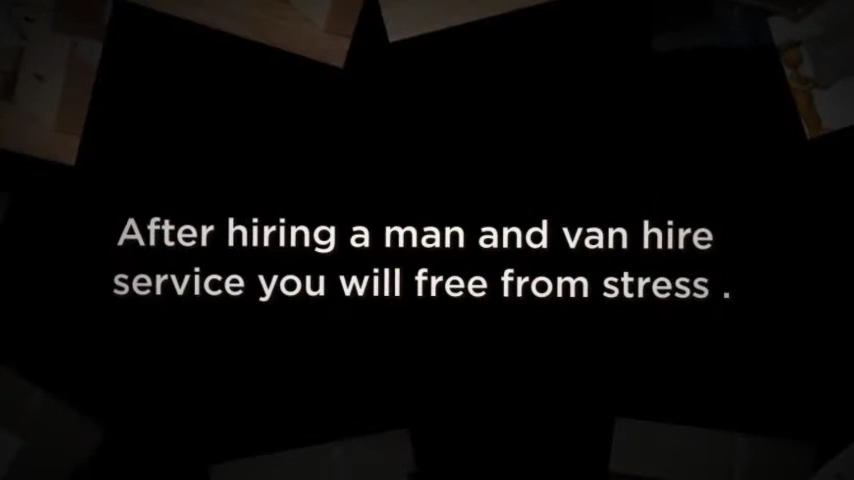 After hiring a man and van hire
service you will free from stress .